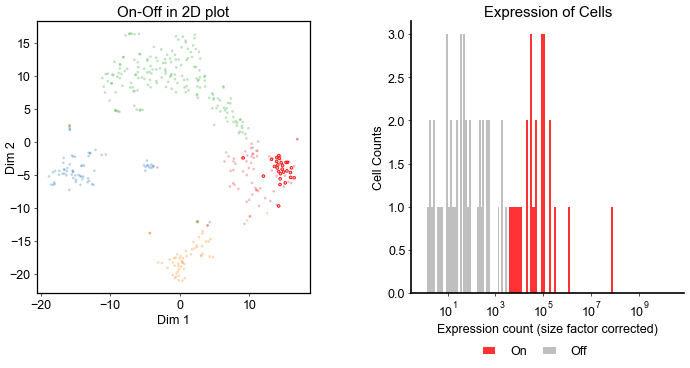 On-Off in 2D plot
Expression of Cells
15
10
5
0
−5
−10
−15
−20
Dim 2
−20 −10 0 10
Dim 1
3.0
2.5
2.0
1.5
1.0
0.5
0.0
Cell Counts
10^1 10^3 10^5 10^7 10^9
Expression count (size factor corrected)
On Off